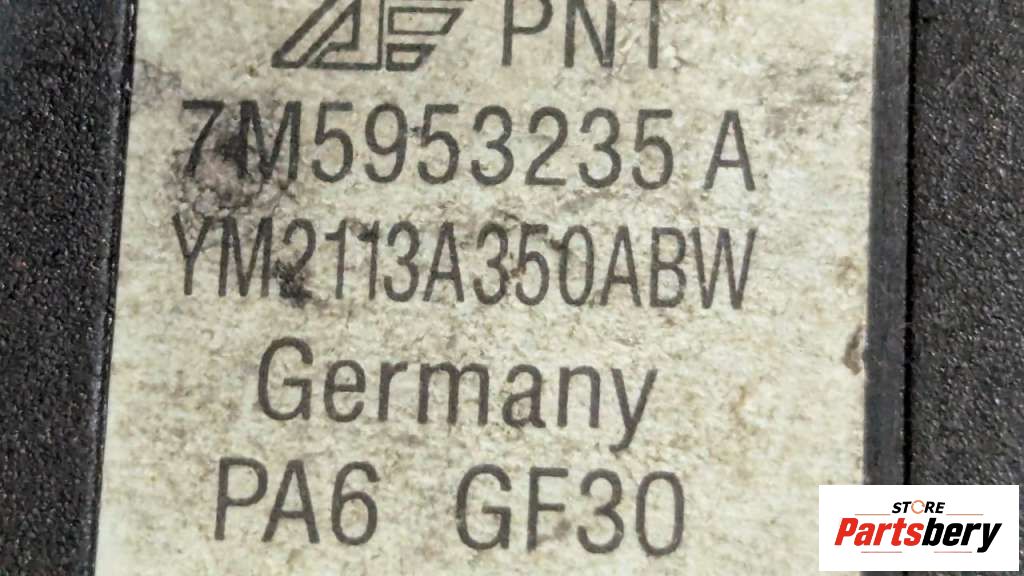 PNT
7M5953235 A
YM2113A350ABW
Germany
PA6 GF30
STORE
Partsbery